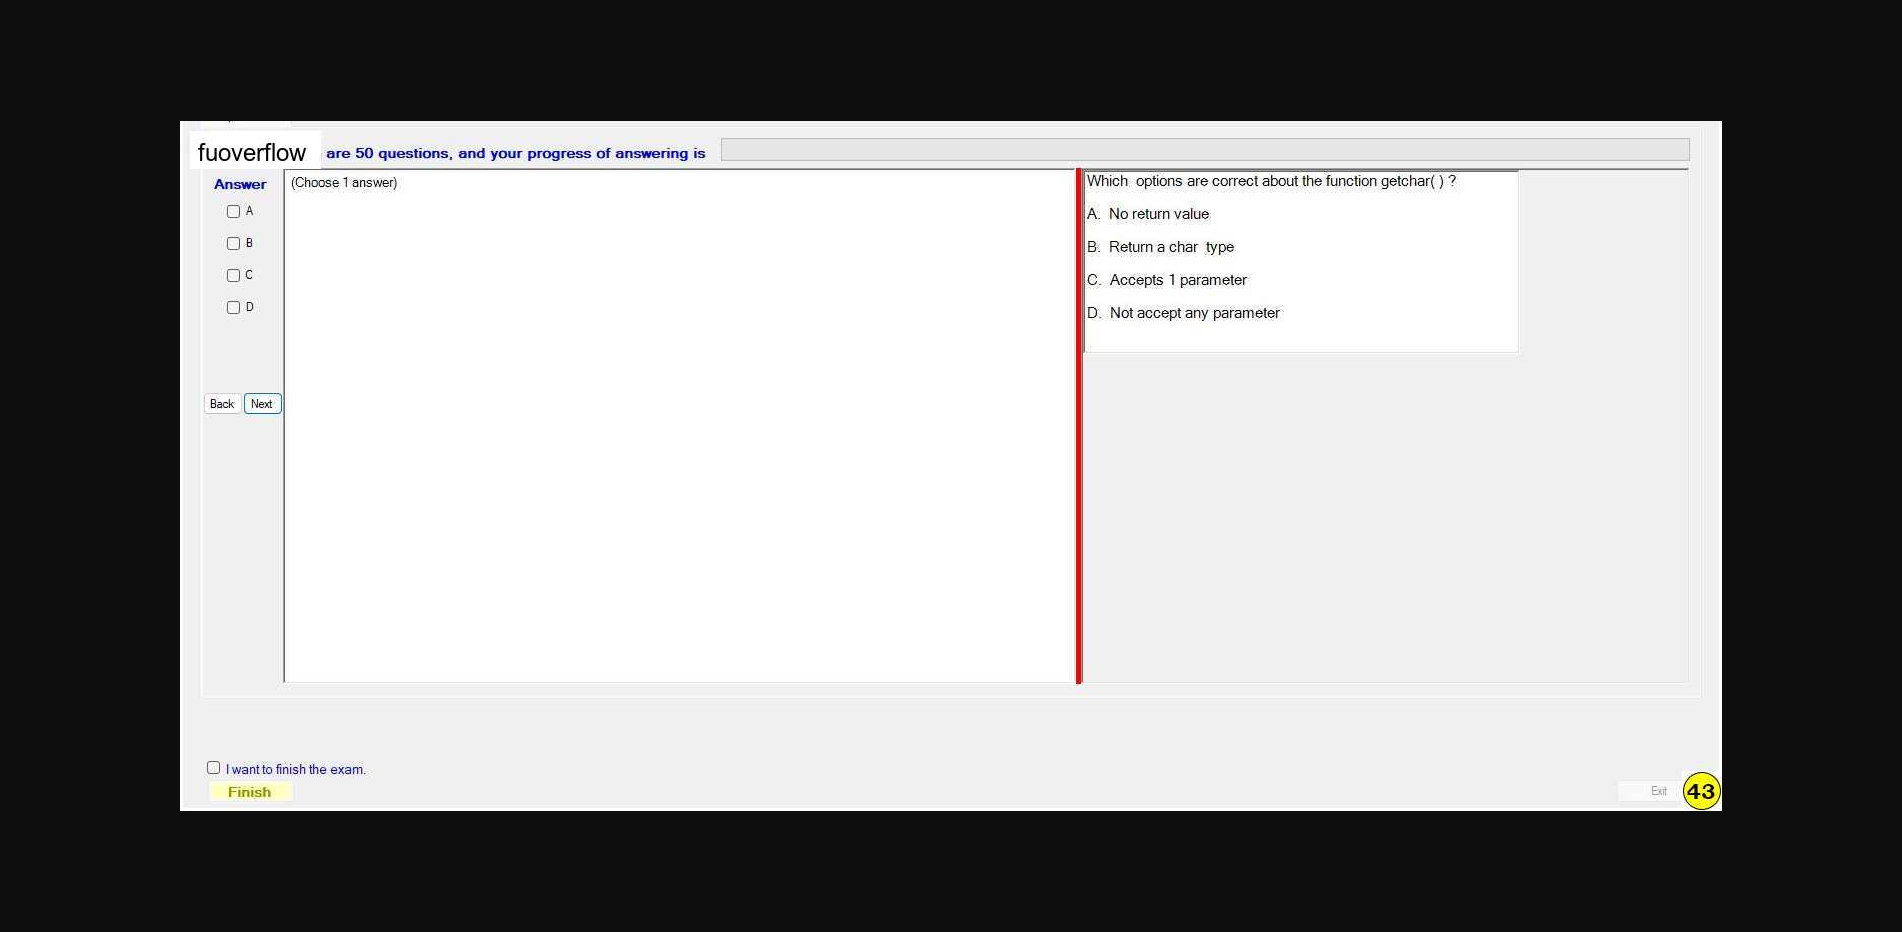 fuoverflow are 50 questions, and your progress of answering is
Answer
(Choose 1 answer)
A
B
C
D
Back Next
Which options are correct about the function getchar( ) ?
A. No return value
B. Return a char type
C. Accepts 1 parameter
D. Not accept any parameter
I want to finish the exam.
Finish
Exit
43